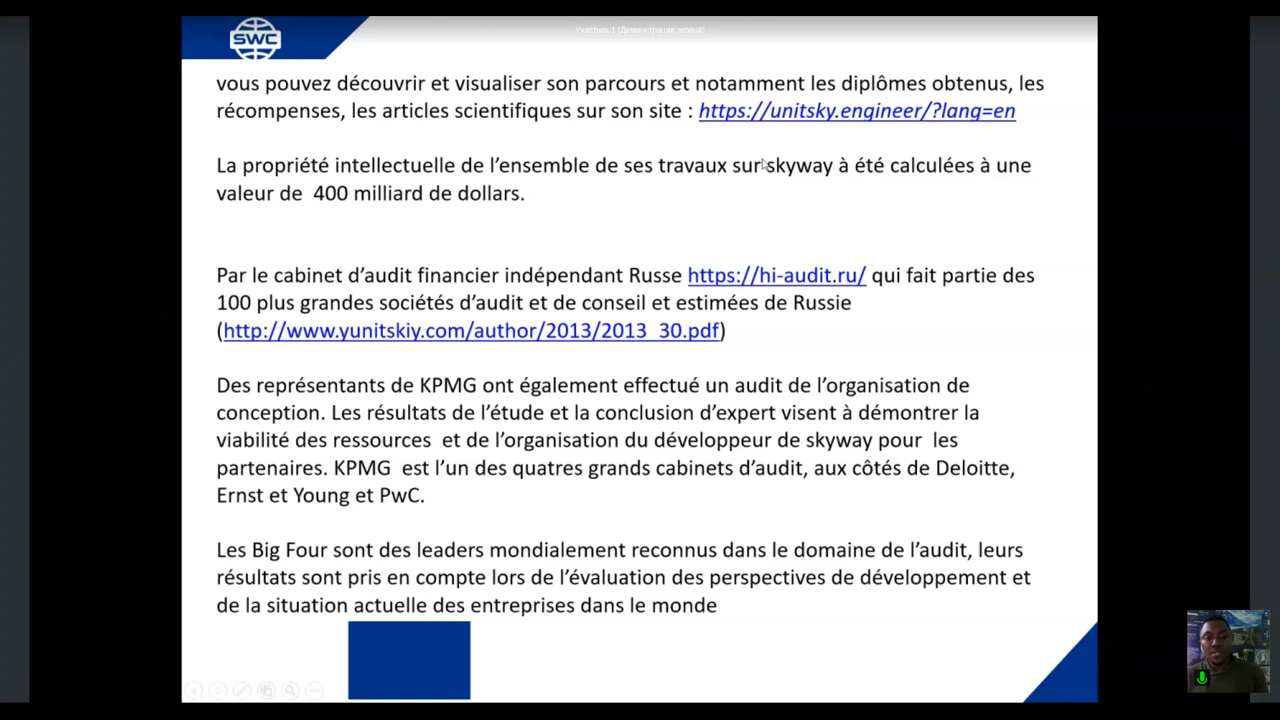 SWC
Участник 1 (Демонстрация экрана)
vous pouvez découvrir et visualiser son parcours et notamment les diplômes obtenus, les
récompenses, les articles scientifiques sur son site : https://unitsky.engineer/?lang=en
La propriété intellectuelle de l’ensemble de ses travaux sur skyway à été calculées à une
valeur de  400 milliard de dollars.
Par le cabinet d’audit financier indépendant Russe https://hi-audit.ru/ qui fait partie des
100 plus grandes sociétés d’audit et de conseil et estimées de Russie
(http://www.yunitskiy.com/author/2013/2013_30.pdf)
Des représentants de KPMG ont également effectué un audit de l’organisation de
conception. Les résultats de l’étude et la conclusion d’expert visent à démontrer la
viabilité des ressources  et de l’organisation du développeur de skyway pour  les
partenaires. KPMG  est l’un des quatres grands cabinets d’audit, aux côtés de Deloitte,
Ernst et Young et PwC.
Les Big Four sont des leaders mondialement reconnus dans le domaine de l’audit, leurs
résultats sont pris en compte lors de l’évaluation des perspectives de développement et
de la situation actuelle des entreprises dans le monde